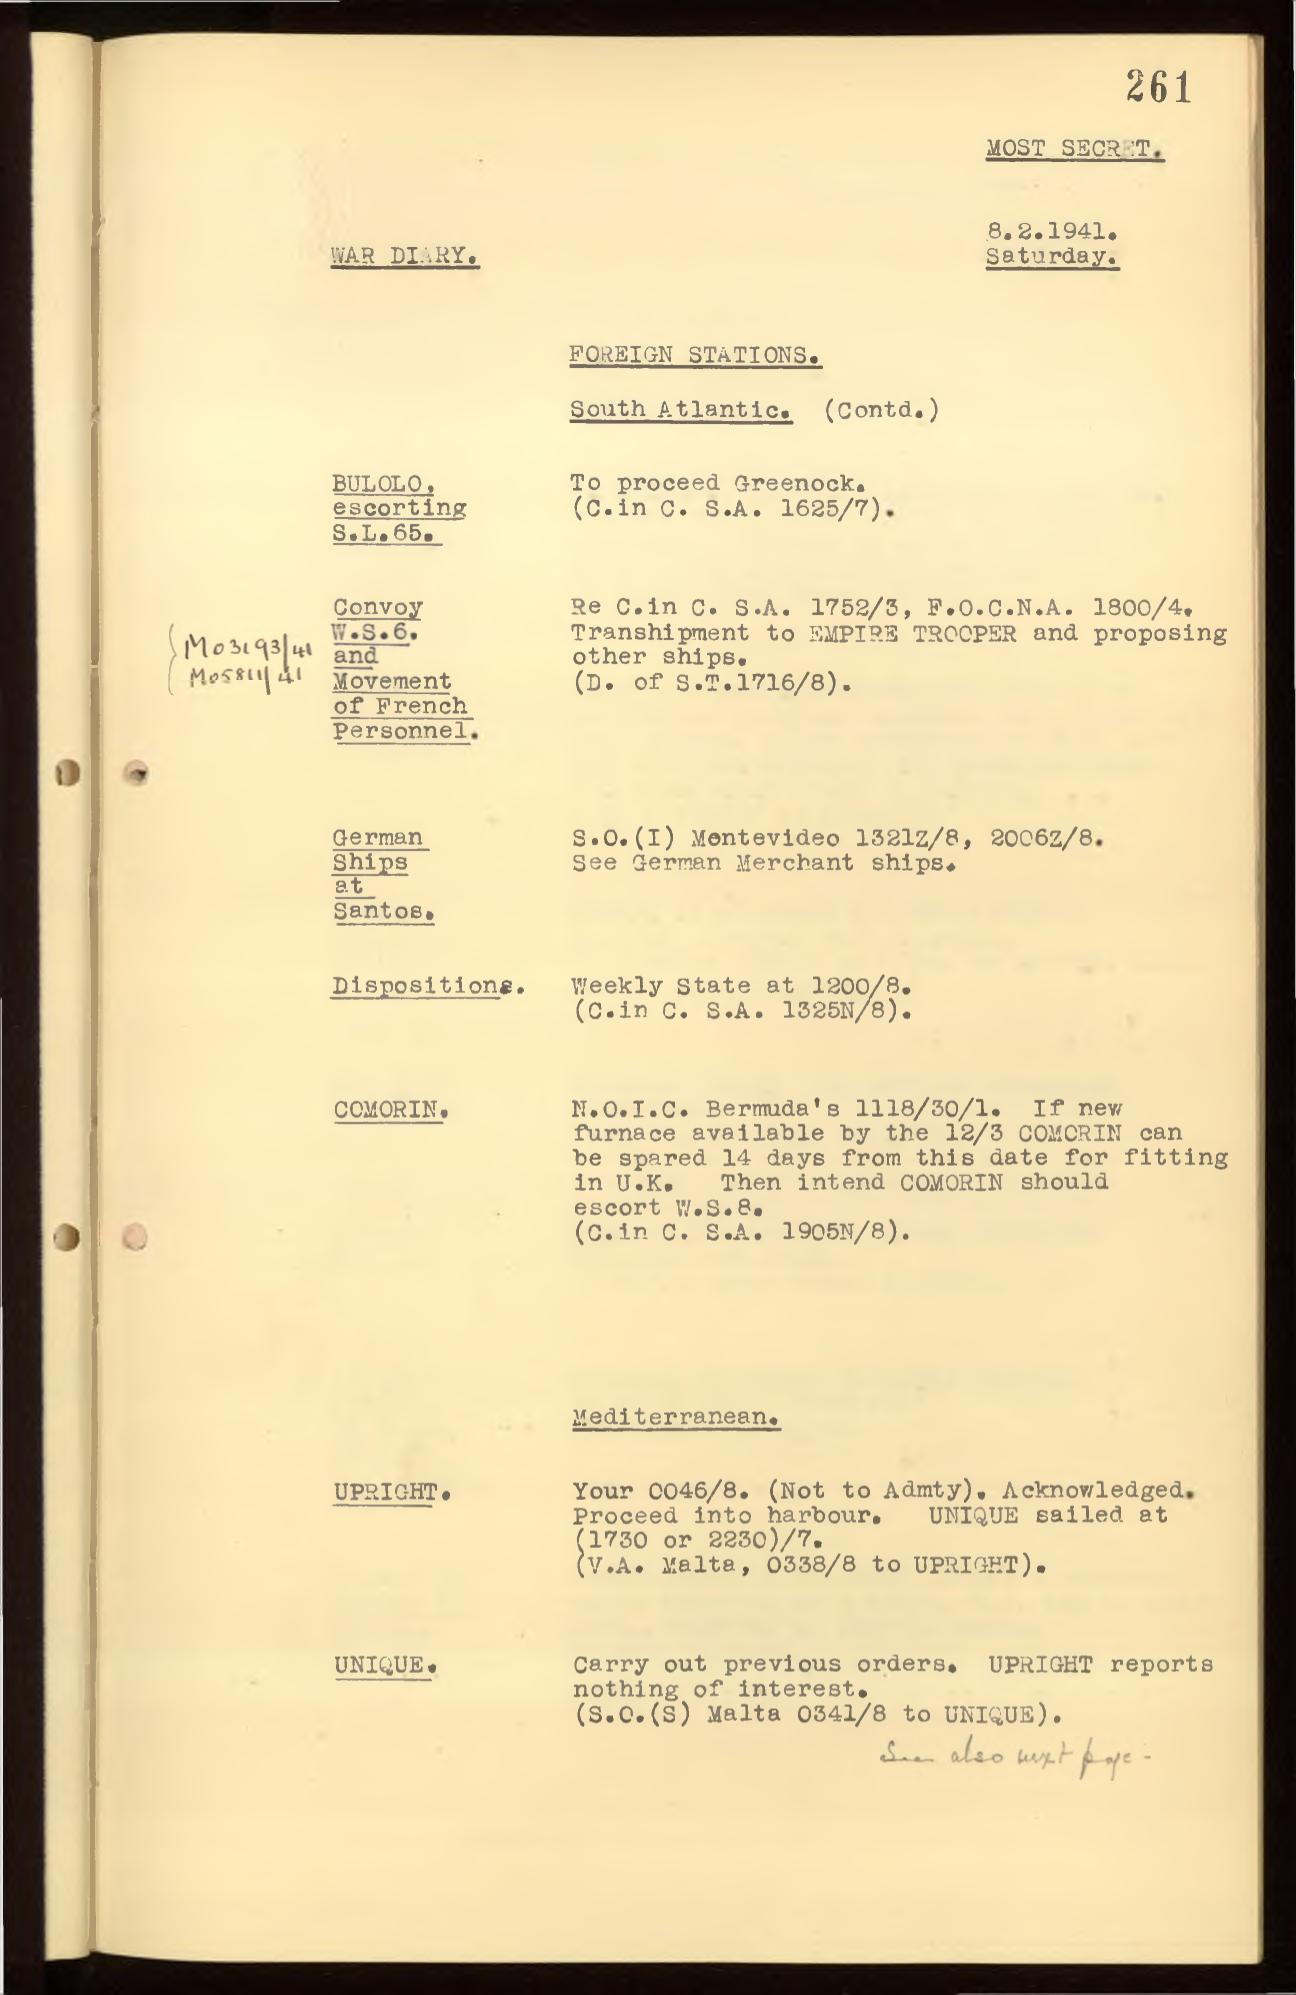 261
MOST SECRET.
8.2.1941.
WAR DIARY.
Saturday.
FOREIGN STATIONS.
South Atlantic. (Contd.)
BULOLO,
escorting
S.L.65.
To proceed Greenock.
(C.in C. S.A. 1625/7).
M03193/41
M05811/41
Convoy
W.S.6.
and
Movement
of French
Personnel.
Re C.in C. S.A. 1752/3, F.O.C.N.A. 1800/4.
Transhipment to EMPIRE TROOPER and proposing
other ships.
(D. of S.T.1716/8).
German
Ships
at
Santos.
S.O.(I) Montevideo 1321Z/8, 2006Z/8.
See German Merchant ships.
Dispositions.
Weekly State at 1200/8.
(C.in C. S.A. 1325N/8).
COMORIN.
N.O.I.C. Bermuda's 1118/30/1. If new
furnace available by the 12/3 COMORIN can
be spared 14 days from this date for fitting
in U.K. Then intend COMORIN should
escort W.S.8.
(C.in C. S.A. 1905N/8).
Mediterranean.
UPRIGHT.
Your 0046/8. (Not to Admty). Acknowledged.
Proceed into harbour. UNIQUE sailed at
(1730 or 2230)/7.
(V.A. Malta, 0338/8 to UPRIGHT).
UNIQUE.
Carry out previous orders. UPRIGHT reports
nothing of interest.
(S.O.(S) Malta 0341/8 to UNIQUE).
See also next page -